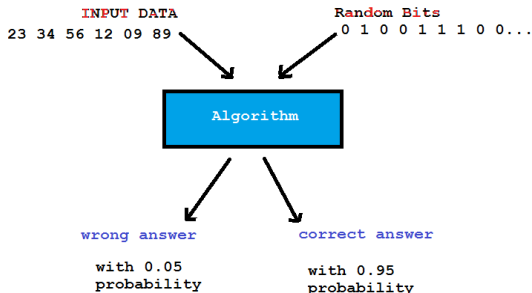 INPUT DATA
23 34 56 12 09 89
Random Bits
0 1 0 0 1 1 1 0 0...
Algorithm
wrong answer
with 0.05
probability
correct answer
with 0.95
probability